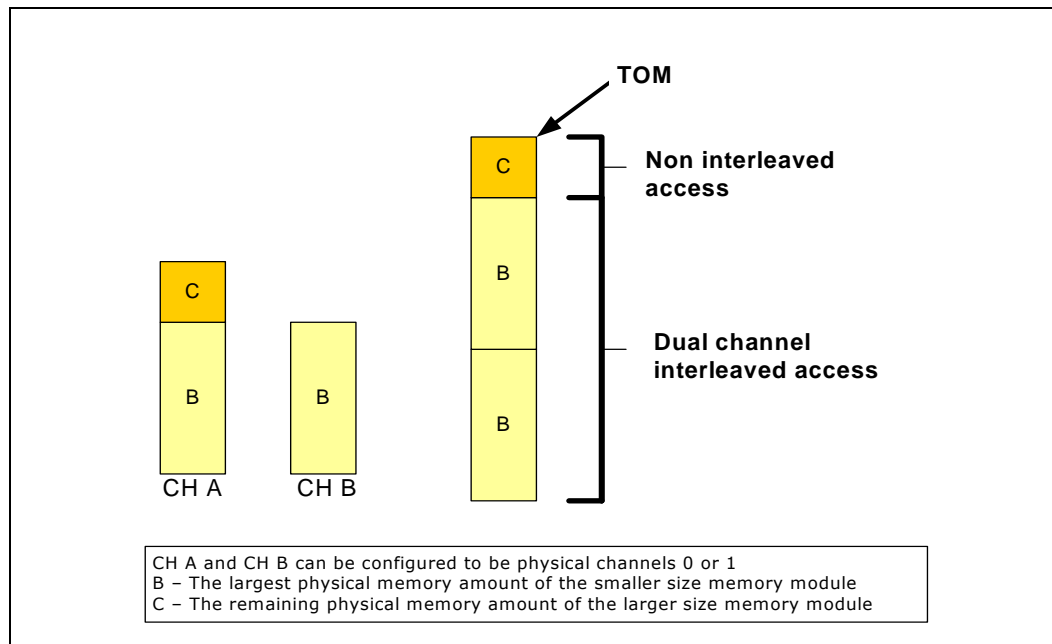 TOM
C
Non interleaved
access
C
B
B
B
Dual channel
interleaved access
B
CH A
CH B
CH A and CH B can be configured to be physical channels 0 or 1
B – The largest physical memory amount of the smaller size memory module
C – The remaining physical memory amount of the larger size memory module